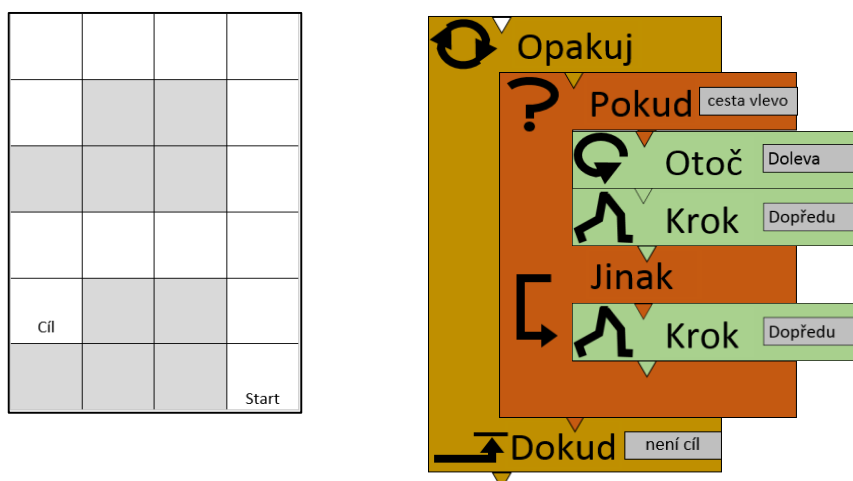 Cíl
Start
Opakuj
Pokud cesta vlevo
Otoč Doleva
Krok Dopředu
Jinak
Krok Dopředu
Dokud není cíl